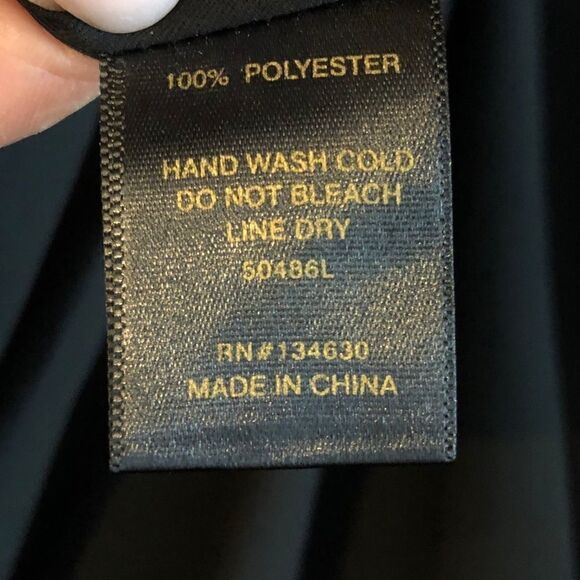 100% POLYESTER
HAND WASH COLD
DO NOT BLEACH
LINE DRY
50486L
RN#134630
MADE IN CHINA